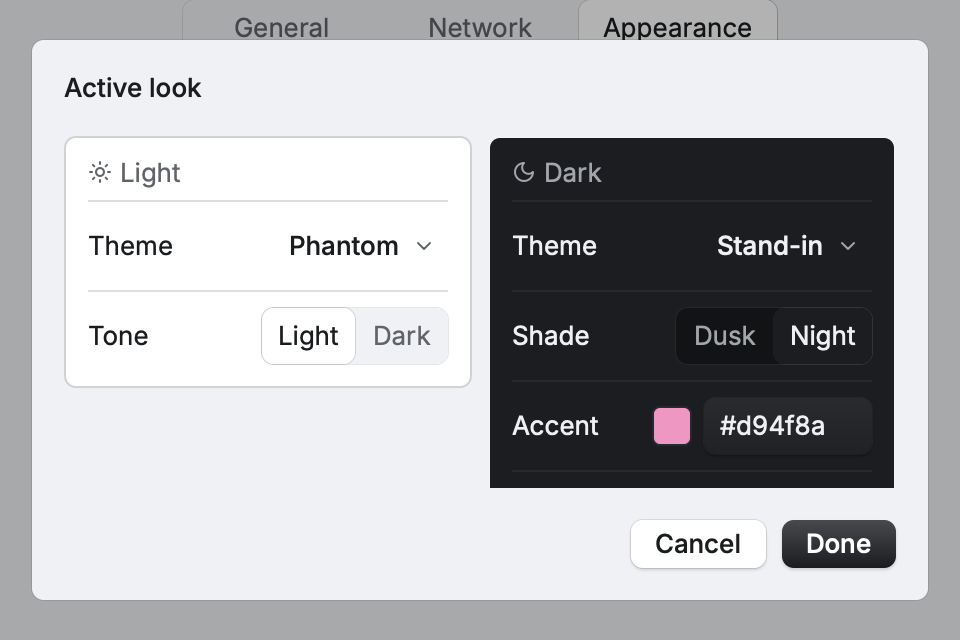 General Network Appearance
Active look
Light
Theme Phantom
Tone Light Dark
Dark
Theme Stand-in
Shade Dusk Night
Accent #d94f8a
Cancel Done